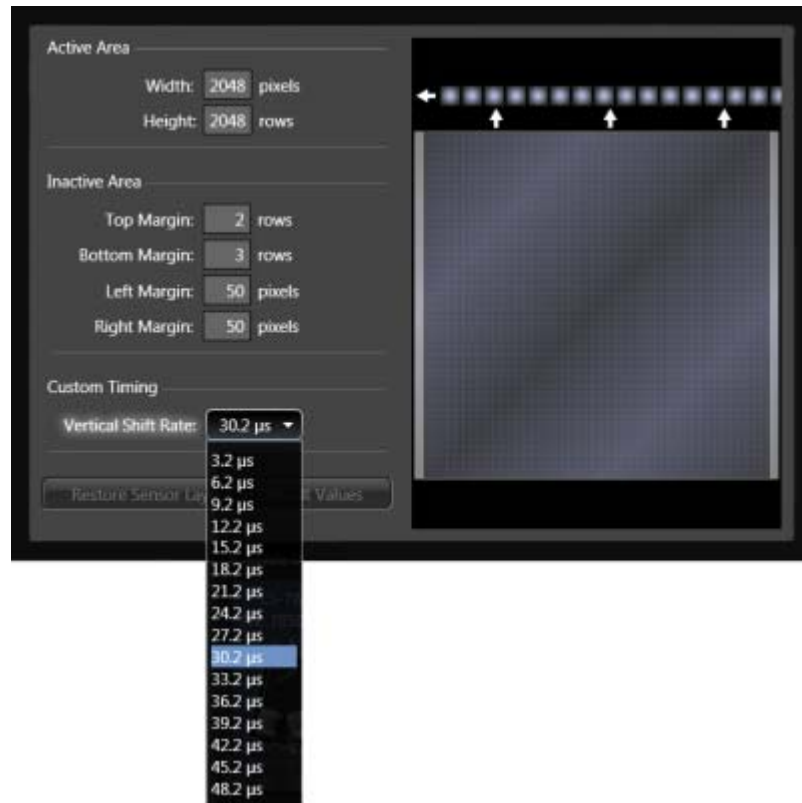 Active Area
Width: 2048 pixels
Height: 2048 rows
Inactive Area
Top Margin: 2 rows
Bottom Margin: 3 rows
Left Margin: 50 pixels
Right Margin: 50 pixels
Custom Timing
Vertical Shift Rate: 30.2 µs
3.2 µs
6.2 µs
Restore Sensor Values
9.2 µs
12.2 µs
15.2 µs
18.2 µs
21.2 µs
24.2 µs
27.2 µs
30.2 µs
33.2 µs
36.2 µs
39.2 µs
42.2 µs
45.2 µs
48.2 µs